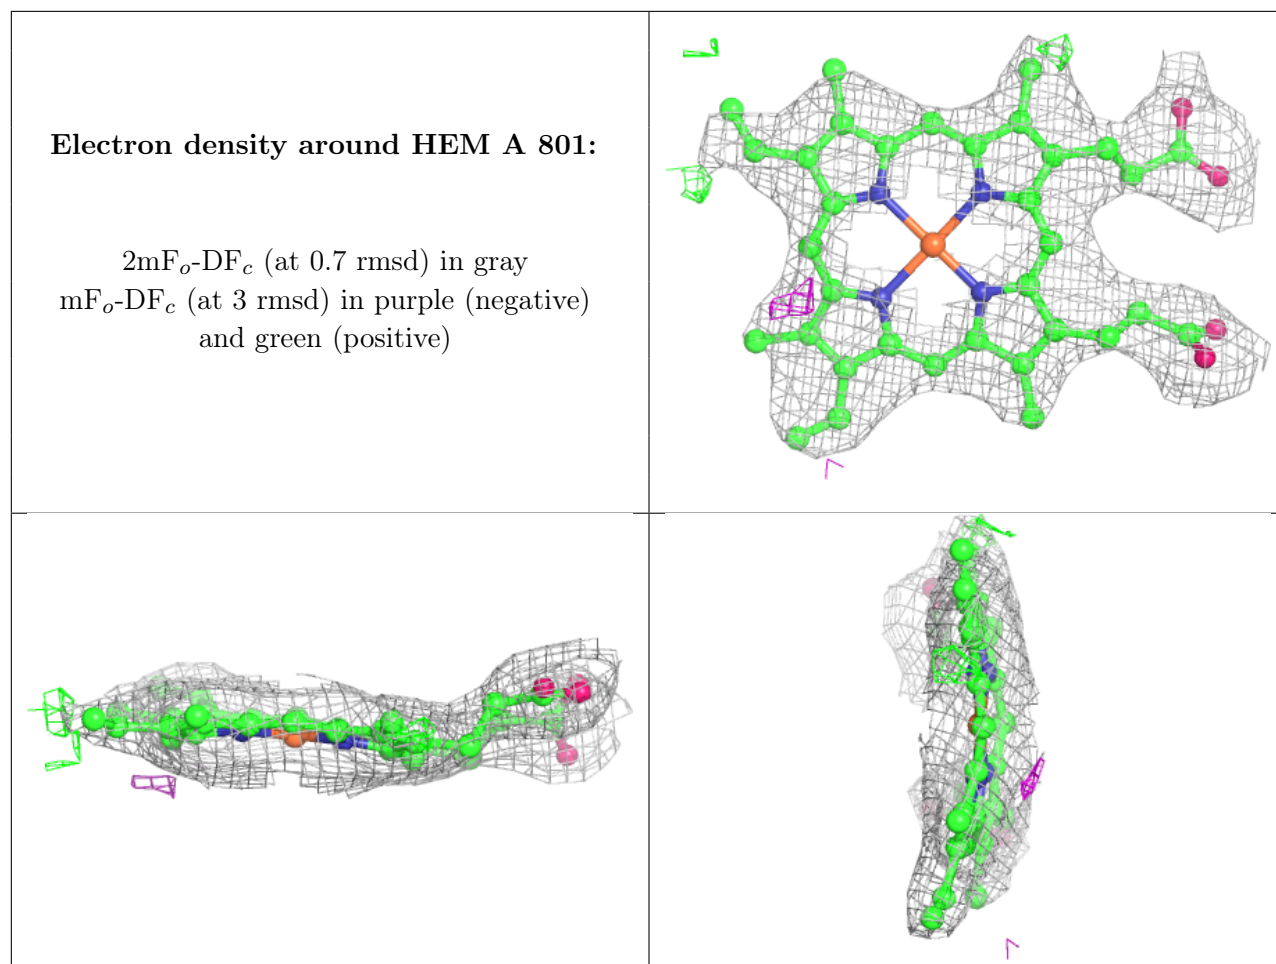 Electron density around HEM A 801:
2mFo-DFc (at 0.7 rmsd) in gray
mFo-DFc (at 3 rmsd) in purple (negative)
and green (positive)